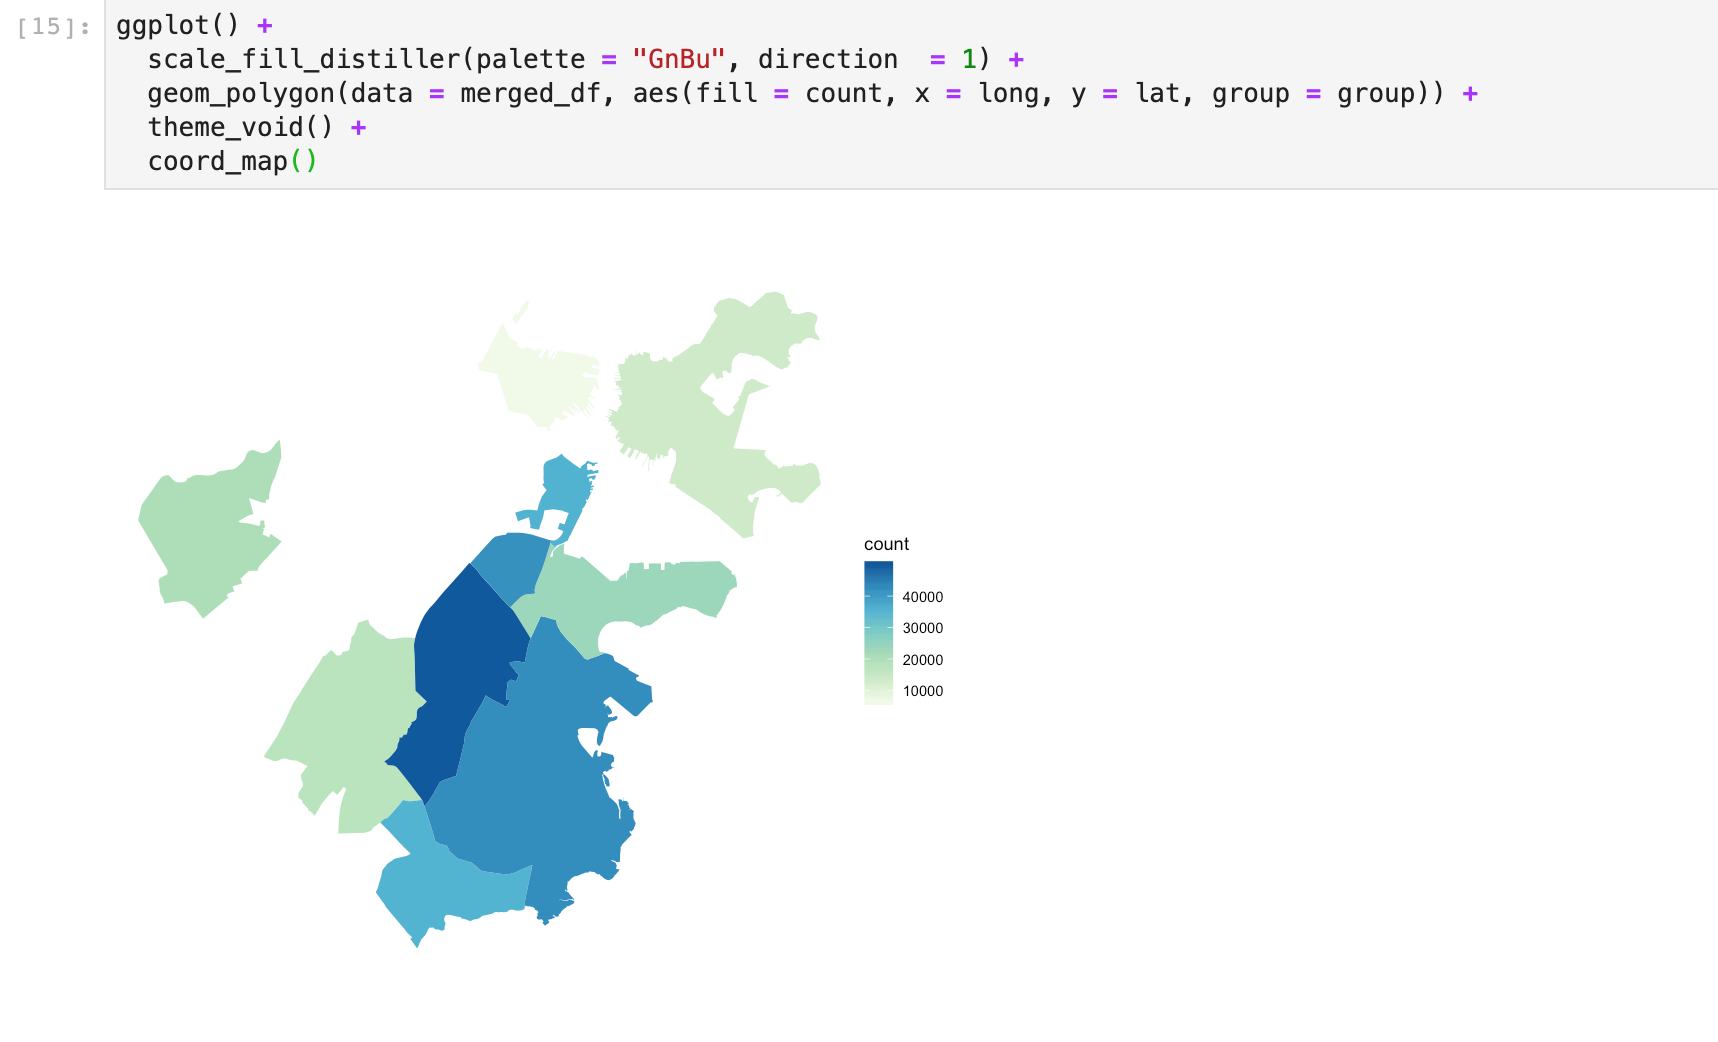 [15]:
ggplot() +
  scale_fill_distiller(palette = "GnBu", direction  = 1) +
  geom_polygon(data = merged_df, aes(fill = count, x = long, y = lat, group = group)) +
  theme_void() +
  coord_map()
count
40000
30000
20000
10000